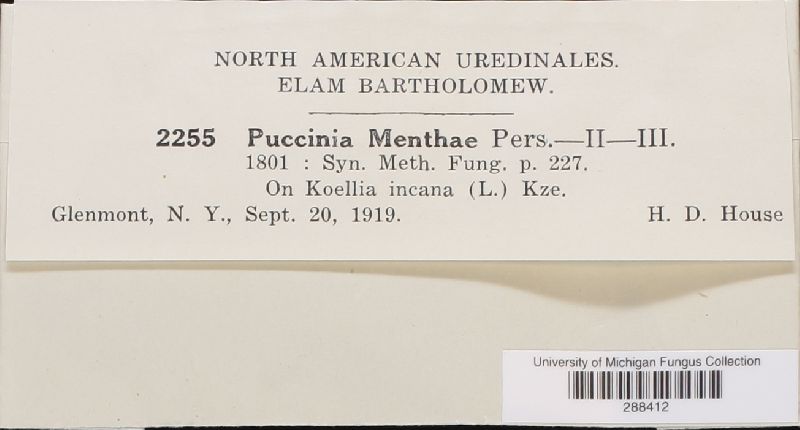 NORTH AMERICAN UREDINALES.
ELAM BARTHOLOMEW.
2255 Puccinia Menthae Pers.—II—III.
1801 : Syn. Meth. Fung. p. 227.
On Koellia incana (L.) Kze.
Glenmont, N. Y., Sept. 20, 1919. H. D. House
University of Michigan Fungus Collection
288412